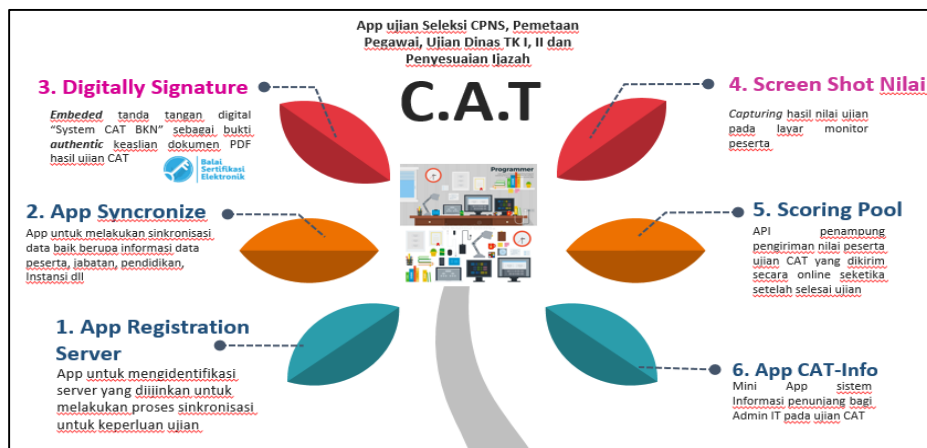 App ujian Seleksi CPNS, Pemetaan
Pegawai, Ujian Dinas TK I, II dan
Penyesuaian Ijazah
C.A.T
Programmer
3. Digitally Signature
Embeded tanda tangan digital
“System CAT BKN” sebagai bukti
authentic keaslian dokumen PDF
hasil ujian CAT
Balai
Sertifikasi
Elektronik
2. App Syncronize
App untuk melakukan sinkronisasi
data baik berupa informasi data
peserta, jabatan, pendidikan,
Instansi dll
1. App Registration
Server
App untuk mengidentifikasi
server yang diijinkan untuk
melakukan proses sinkronisasi
untuk keperluan ujian
4. Screen Shot Nilai
Capturing hasil nilai ujian
pada layar monitor
peserta
5. Scoring Pool
API penampung
pengiriman nilai peserta
ujian CAT yang dikirim
secara online seketika
setelah selesai ujian
6. App CAT-Info
Mini App sistem
Informasi penunjang bagi
Admin IT pada ujian CAT